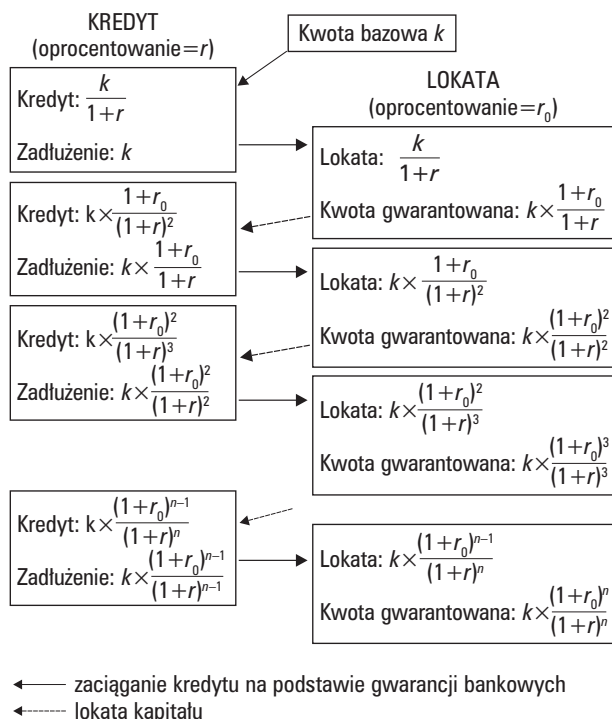 KREDYT
(oprocentowanie=r)
Kwota bazowa k
Kredyt: k/(1+r)
Zadłużenie: k
LOKATA
(oprocentowanie=r₀)
Lokata: k/(1+r)
Kwota gwarantowana: k×(1+r₀)/(1+r)
Kredyt: k×(1+r₀)/(1+r)²
Zadłużenie: k×(1+r₀)/(1+r)
Lokata: k×(1+r₀)/(1+r)²
Kwota gwarantowana: k×(1+r₀)²/(1+r)²
Kredyt: k×(1+r₀)²/(1+r)³
Zadłużenie: k×(1+r₀)²/(1+r)²
Lokata: k×(1+r₀)²/(1+r)³
Kwota gwarantowana: k×(1+r₀)³/(1+r)³
Kredyt: k×(1+r₀)ⁿ⁻¹/(1+r)ⁿ
Zadłużenie: k×(1+r₀)ⁿ⁻¹/(1+r)ⁿ⁻¹
Lokata: k×(1+r₀)ⁿ⁻¹/(1+r)ⁿ
Kwota gwarantowana: k×(1+r₀)ⁿ/(1+r)ⁿ
zaciąganie kredytu na podstawie gwarancji bankowych
lokata kapitału